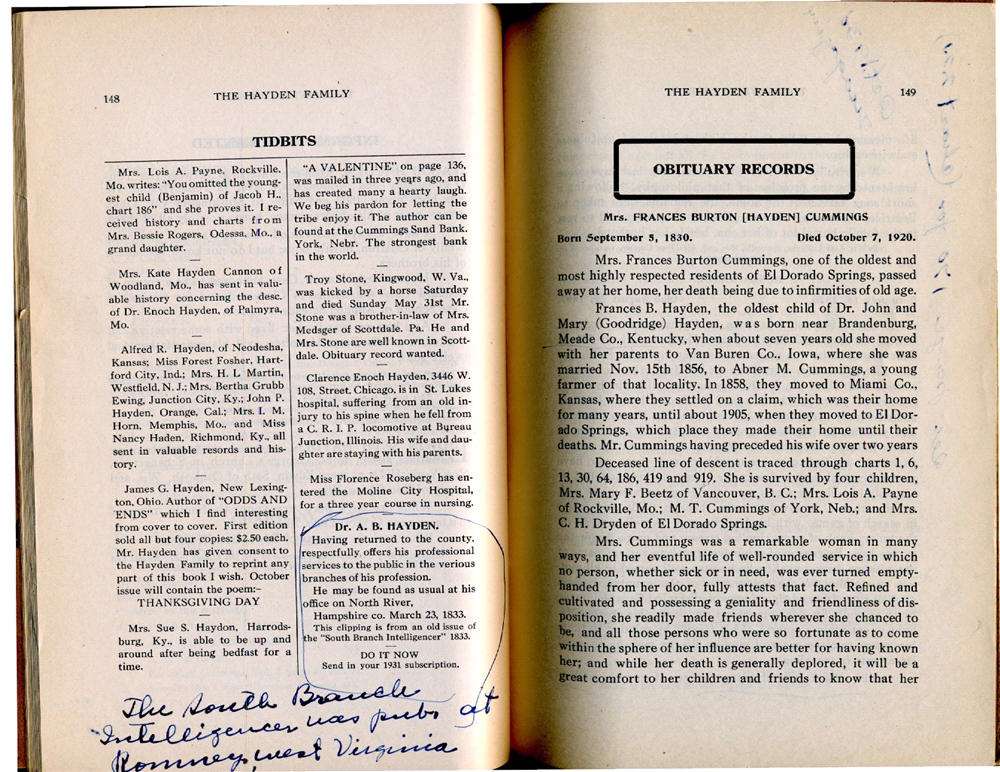 148
THE HAYDEN FAMILY
TIDBITS
Mrs. Lois A. Payne, Rockville,
Mo. writes: "You omitted the young-
est child (Benjamin) of Jacob H.,
chart 186" and she proves it. I re-
ceived history and charts from
Mrs. Bessie Rogers, Odessa, Mo., a
grand daughter.
Mrs. Kate Hayden Cannon of
Woodland, Mo., has sent in valu-
able history concerning the desc.
of Dr. Enoch Hayden, of Palmyra,
Mo.
Alfred R. Hayden, of Neodesha,
Kansas; Miss Forest Fosher, Hart-
ford City, Ind.; Mrs. H. L Martin,
Westfield, N. J.; Mrs. Bertha Grubb
Ewing, Junction City, Ky.; John P.
Hayden, Orange, Cal.; Mrs. I. M.
Horn, Memphis, Mo., and Miss
Nancy Haden, Richmond, Ky., all
sent in valuable resords and his-
tory.
James G. Hayden, New Lexing-
ton, Ohio. Author of "ODDS AND
ENDS" which I find interesting
from cover to cover. First edition
sold all but four copies: $2.50 each.
Mr. Hayden has given consent to
the Hayden Family to reprint any
part of this book I wish. October
issue will contain the poem:-
THANKSGIVING DAY
Mrs. Sue S. Hayden, Harrods-
burg, Ky., is able to be up and
around after being bedfast for a
time.
"A VALENTINE" on page 136,
was mailed in three years ago, and
has created many a hearty laugh.
We beg his pardon for letting the
tribe enjoy it. The author can be
found at the Cummings Sand Bank.
York, Nebr. The strongest bank
in the world.
Troy Stone, Kingwood, W. Va.,
was kicked by a horse Saturday
and died Sunday May 31st Mr.
Stone was a brother-in-law of Mrs.
Medsger of Scottdale. Pa. He and
Mrs. Stone are well known in Scott-
dale. Obituary record wanted.
Clarence Enoch Hayden, 3446 W.
108, Street. Chicago. is in St. Lukes
hospital, suffering from an old in-
jury to his spine when he fell from
a C. R. I. P. locomotive at Bureau
Junction, Illinois. His wife and dau-
ghter are staying with his parents.
Miss Florence Roseberg has en-
tered the Moline City Hospital,
for a three year course in nursing.
Dr. A. B. HAYDEN.
Having returned to the county,
respectfully offers his professional
services to the public in the verious
branches of his profession.
He may be found as usual at his
office on North River,
Hampshire co. March 23, 1833.
This clipping is from an old issue of
the "South Branch Intelligencer" 1833.
DO IT NOW
Send in your 1931 subscription.
The South Branch
Intelligencer was pub. at
Romney, west Virginia
THE HAYDEN FAMILY
149
OBITUARY RECORDS
Mrs. FRANCES BURTON [HAYDEN] CUMMINGS
Born September 5, 1830. Died October 7, 1920.
Mrs. Frances Burton Cummings, one of the oldest and
most highly respected residents of El Dorado Springs, passed
away at her home, her death being due to infirmities of old age.
Frances B. Hayden, the oldest child of Dr. John and
Mary (Goodridge) Hayden, was born near Brandenburg,
Meade Co., Kentucky, when about seven years old she moved
with her parents to Van Buren Co., Iowa, where she was
married Nov. 15th 1856, to Abner M. Cummings, a young
farmer of that locality. In 1858, they moved to Miami Co.,
Kansas, where they settled on a claim, which was their home
for many years, until about 1905, when they moved to El Dor-
ado Springs, which place they made their home until their
deaths. Mr. Cummings having preceded his wife over two years
Deceased line of descent is traced through charts 1, 6,
13, 30, 64, 186, 419 and 919. She is survived by four children,
Mrs. Mary F. Beetz of Vancouver, B. C.; Mrs. Lois A. Payne
of Rockville, Mo.; M. T. Cummings of York, Neb.; and Mrs.
C. H. Dryden of El Dorado Springs.
Mrs. Cummings was a remarkable woman in many
ways, and her eventful life of well-rounded service in which
no person, whether sick or in need, was ever turned empty-
handed from her door, fully attests that fact. Refined and
cultivated and possessing a geniality and friendliness of dis-
position, she readily made friends wherever she chanced to
be, and all those persons who were so fortunate as to come
within the sphere of her influence are better for having known
her; and while her death is generally deplored, it will be a
great comfort to her children and friends to know that her